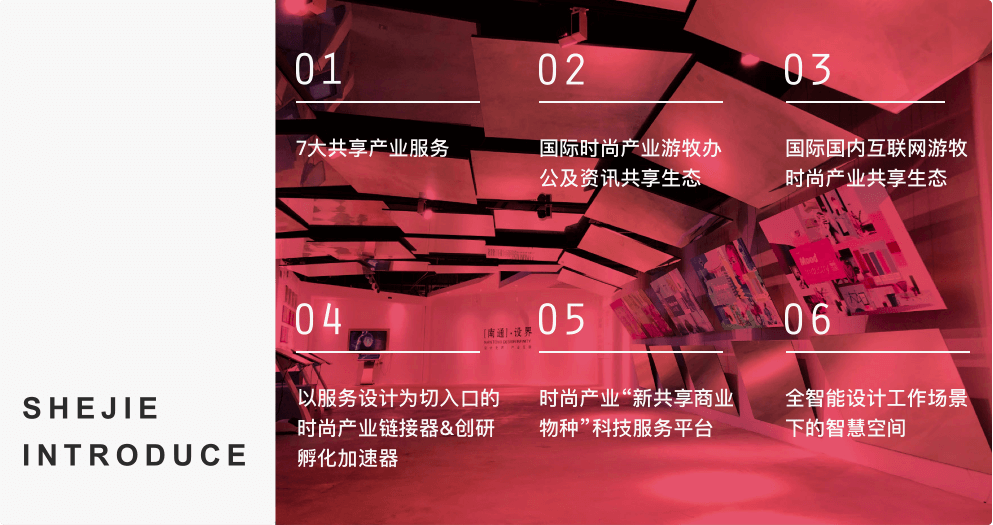 SHEJIE
INTRODUCE
01
7大共享产业服务
02
国际时尚产业游牧办
公及资讯共享生态
03
国际国内互联网游牧
时尚产业共享生态
04
以服务设计为切入口的
时尚产业链接器&创研
孵化加速器
05
时尚产业“新共享商业
物种”科技服务平台
06
全智能设计工作场景
下的智慧空间
[南通]·设界
Mood